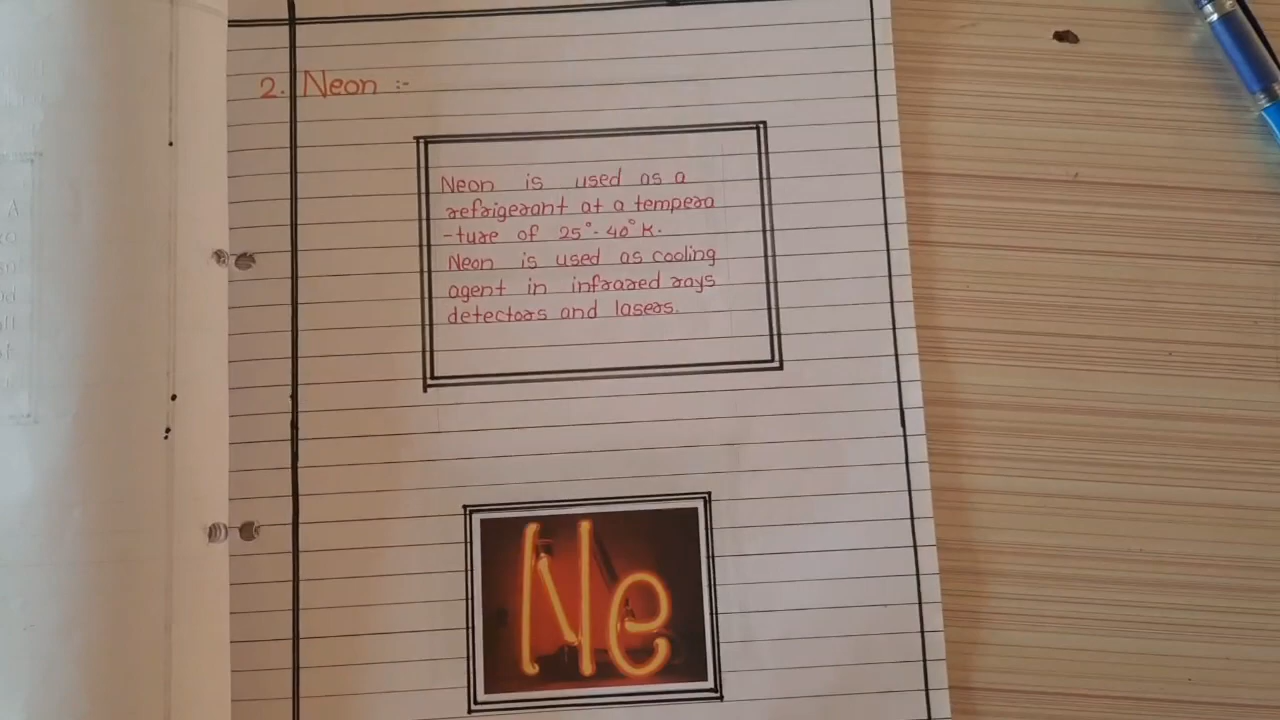 2. Neon :-
Neon is used as a
refrigerant at a tempera
-ture of 25°- 40°K.
Neon is used as cooling
agent in infrared rays
detectors and lasers.
Ne